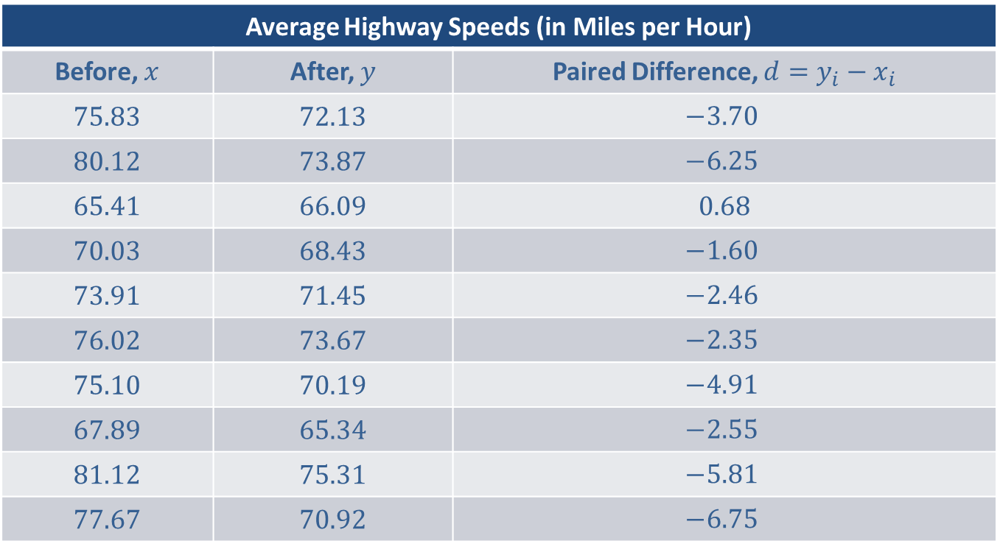 Average Highway Speeds (in Miles per Hour)
Before, x After, y Paired Difference, d = yᵢ − xᵢ
75.83 72.13 −3.70
80.12 73.87 −6.25
65.41 66.09 0.68
70.03 68.43 −1.60
73.91 71.45 −2.46
76.02 73.67 −2.35
75.10 70.19 −4.91
67.89 65.34 −2.55
81.12 75.31 −5.81
77.67 70.92 −6.75